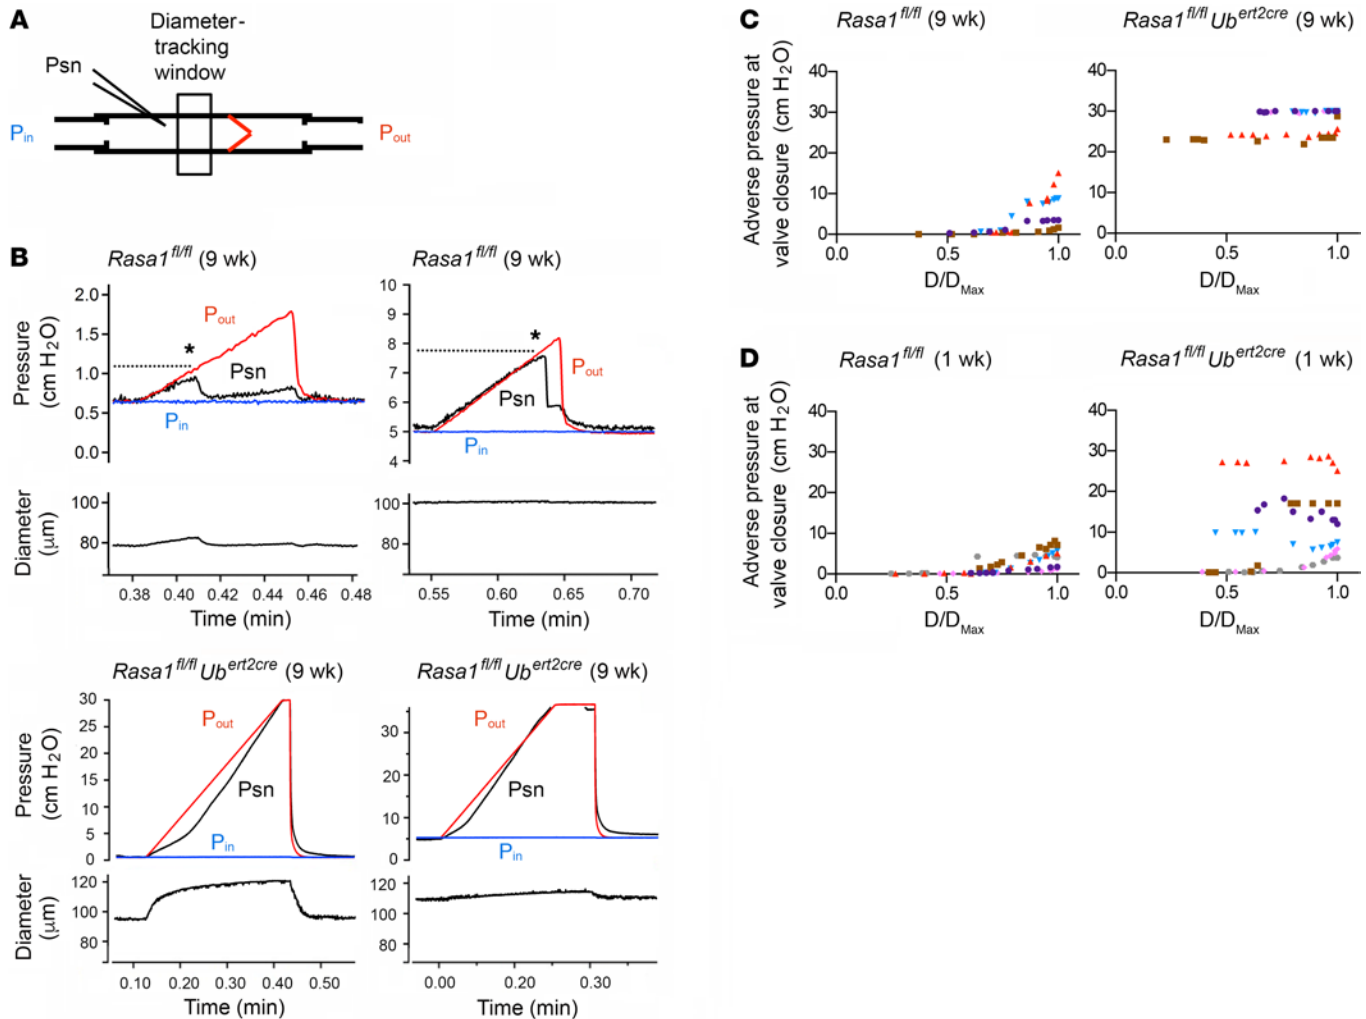 A
Diameter-
tracking
window
Psn
Pin
Pout
B
Rasa1fl/fl (9 wk)
Rasa1fl/fl (9 wk)
Pressure
(cm H2O)
2.0
1.5
1.0
0.5
0.0
*
Pout
Psn
Pin
10
9
8
7
6
5
4
*
Pout
Psn
Pin
Diameter
(μm)
100
80
100
80
0.38 0.40 0.42 0.44 0.46 0.48
Time (min)
0.55 0.60 0.65 0.70
Time (min)
Rasa1fl/fl Ubert2cre (9 wk)
Rasa1fl/fl Ubert2cre (9 wk)
Pressure
(cm H2O)
30
25
20
15
10
5
0
Pout
Psn
Pin
35
25
15
5
0
Pout
Psn
Pin
Diameter
(μm)
120
100
80
120
100
80
0.10 0.20 0.30 0.40 0.50
Time (min)
0.00 0.20 0.30
Time (min)
C
Rasa1fl/fl (9 wk)
Rasa1fl/fl Ubert2cre (9 wk)
Adverse pressure at
valve closure (cm H2O)
40
30
20
10
0
0.0 0.5 1.0
D/DMax
40
30
20
10
0
0.0 0.5 1.0
D/DMax
D
Rasa1fl/fl (1 wk)
Rasa1fl/fl Ubert2cre (1 wk)
Adverse pressure at
valve closure (cm H2O)
40
30
20
10
0
0.0 0.5 1.0
D/DMax
40
30
20
10
0
0.0 0.5 1.0
D/DMax